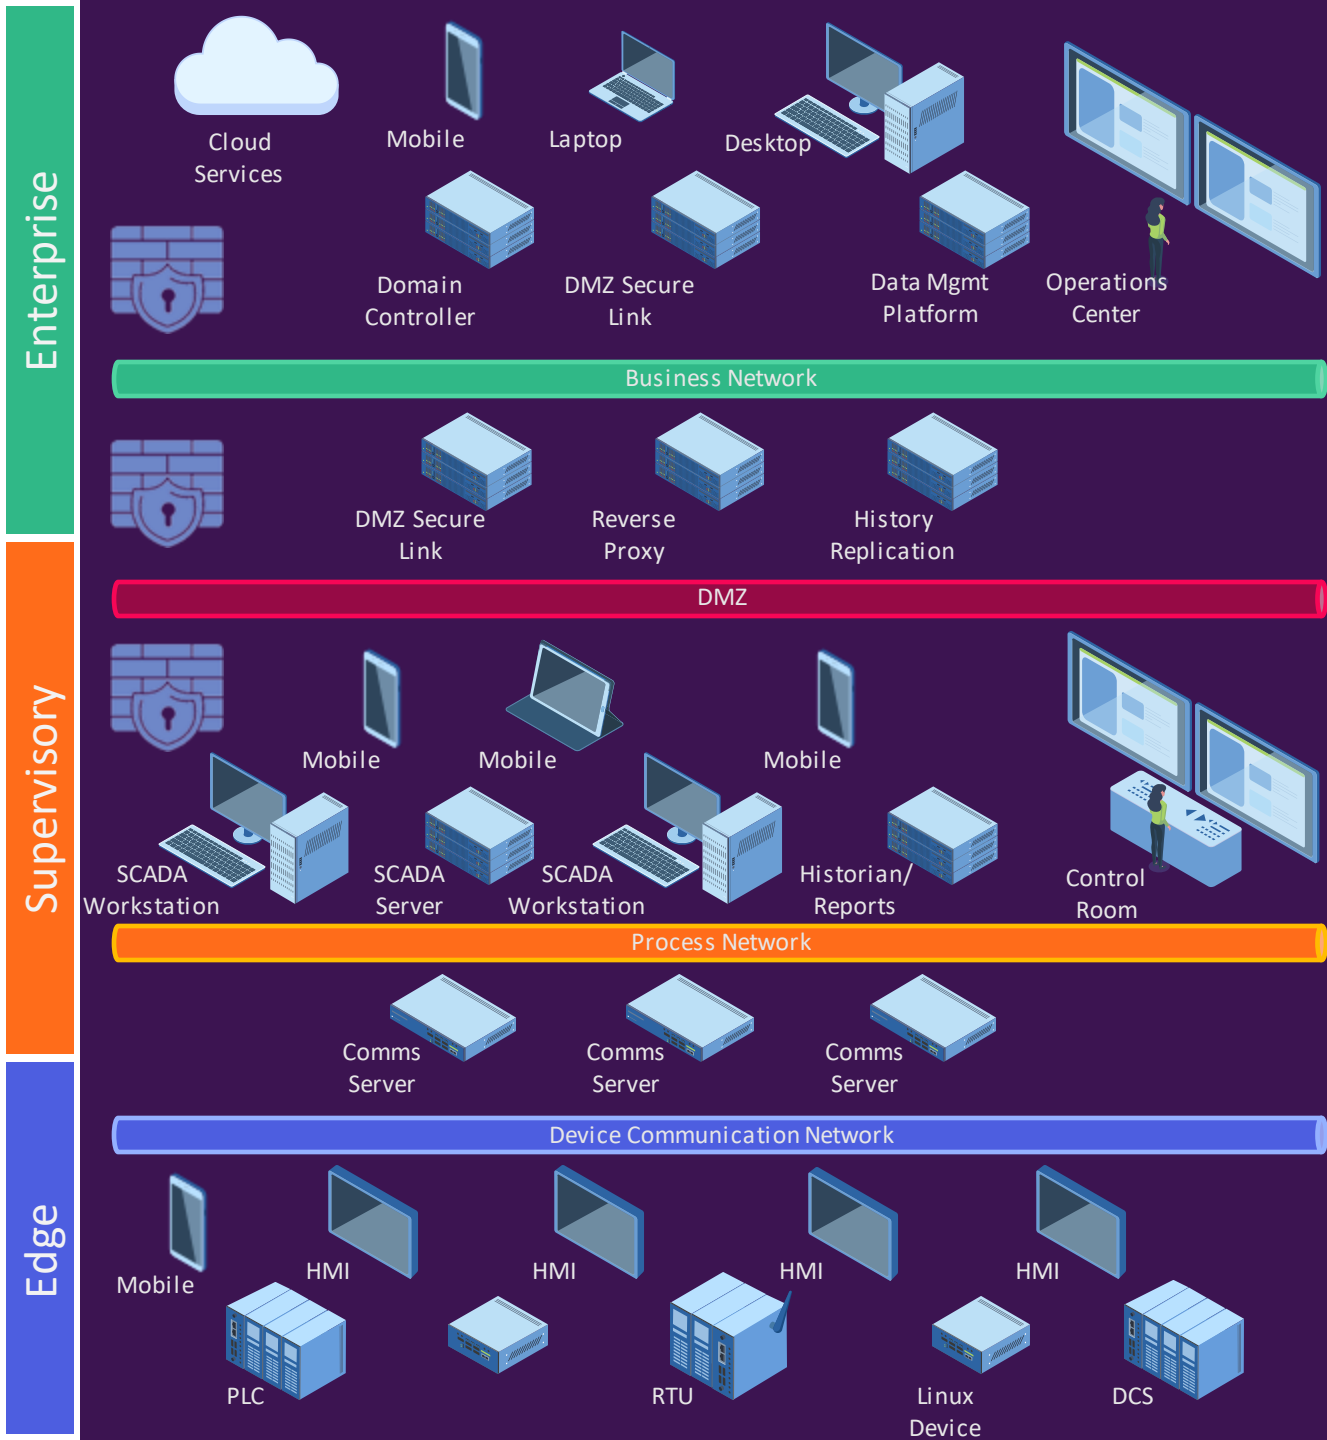 Enterprise
Cloud
Services
Mobile
Laptop
Desktop
Domain
Controller
DMZ Secure
Link
Data Mgmt
Platform
Operations
Center
Business Network
DMZ Secure
Link
Reverse
Proxy
History
Replication
DMZ
Supervisory
Mobile
Mobile
Mobile
SCADA
Workstation
SCADA
Server
SCADA
Workstation
Historian/
Reports
Control
Room
Process Network
Comms
Server
Comms
Server
Comms
Server
Device Communication Network
Edge
Mobile
HMI
HMI
HMI
HMI
PLC
RTU
Linux
Device
DCS